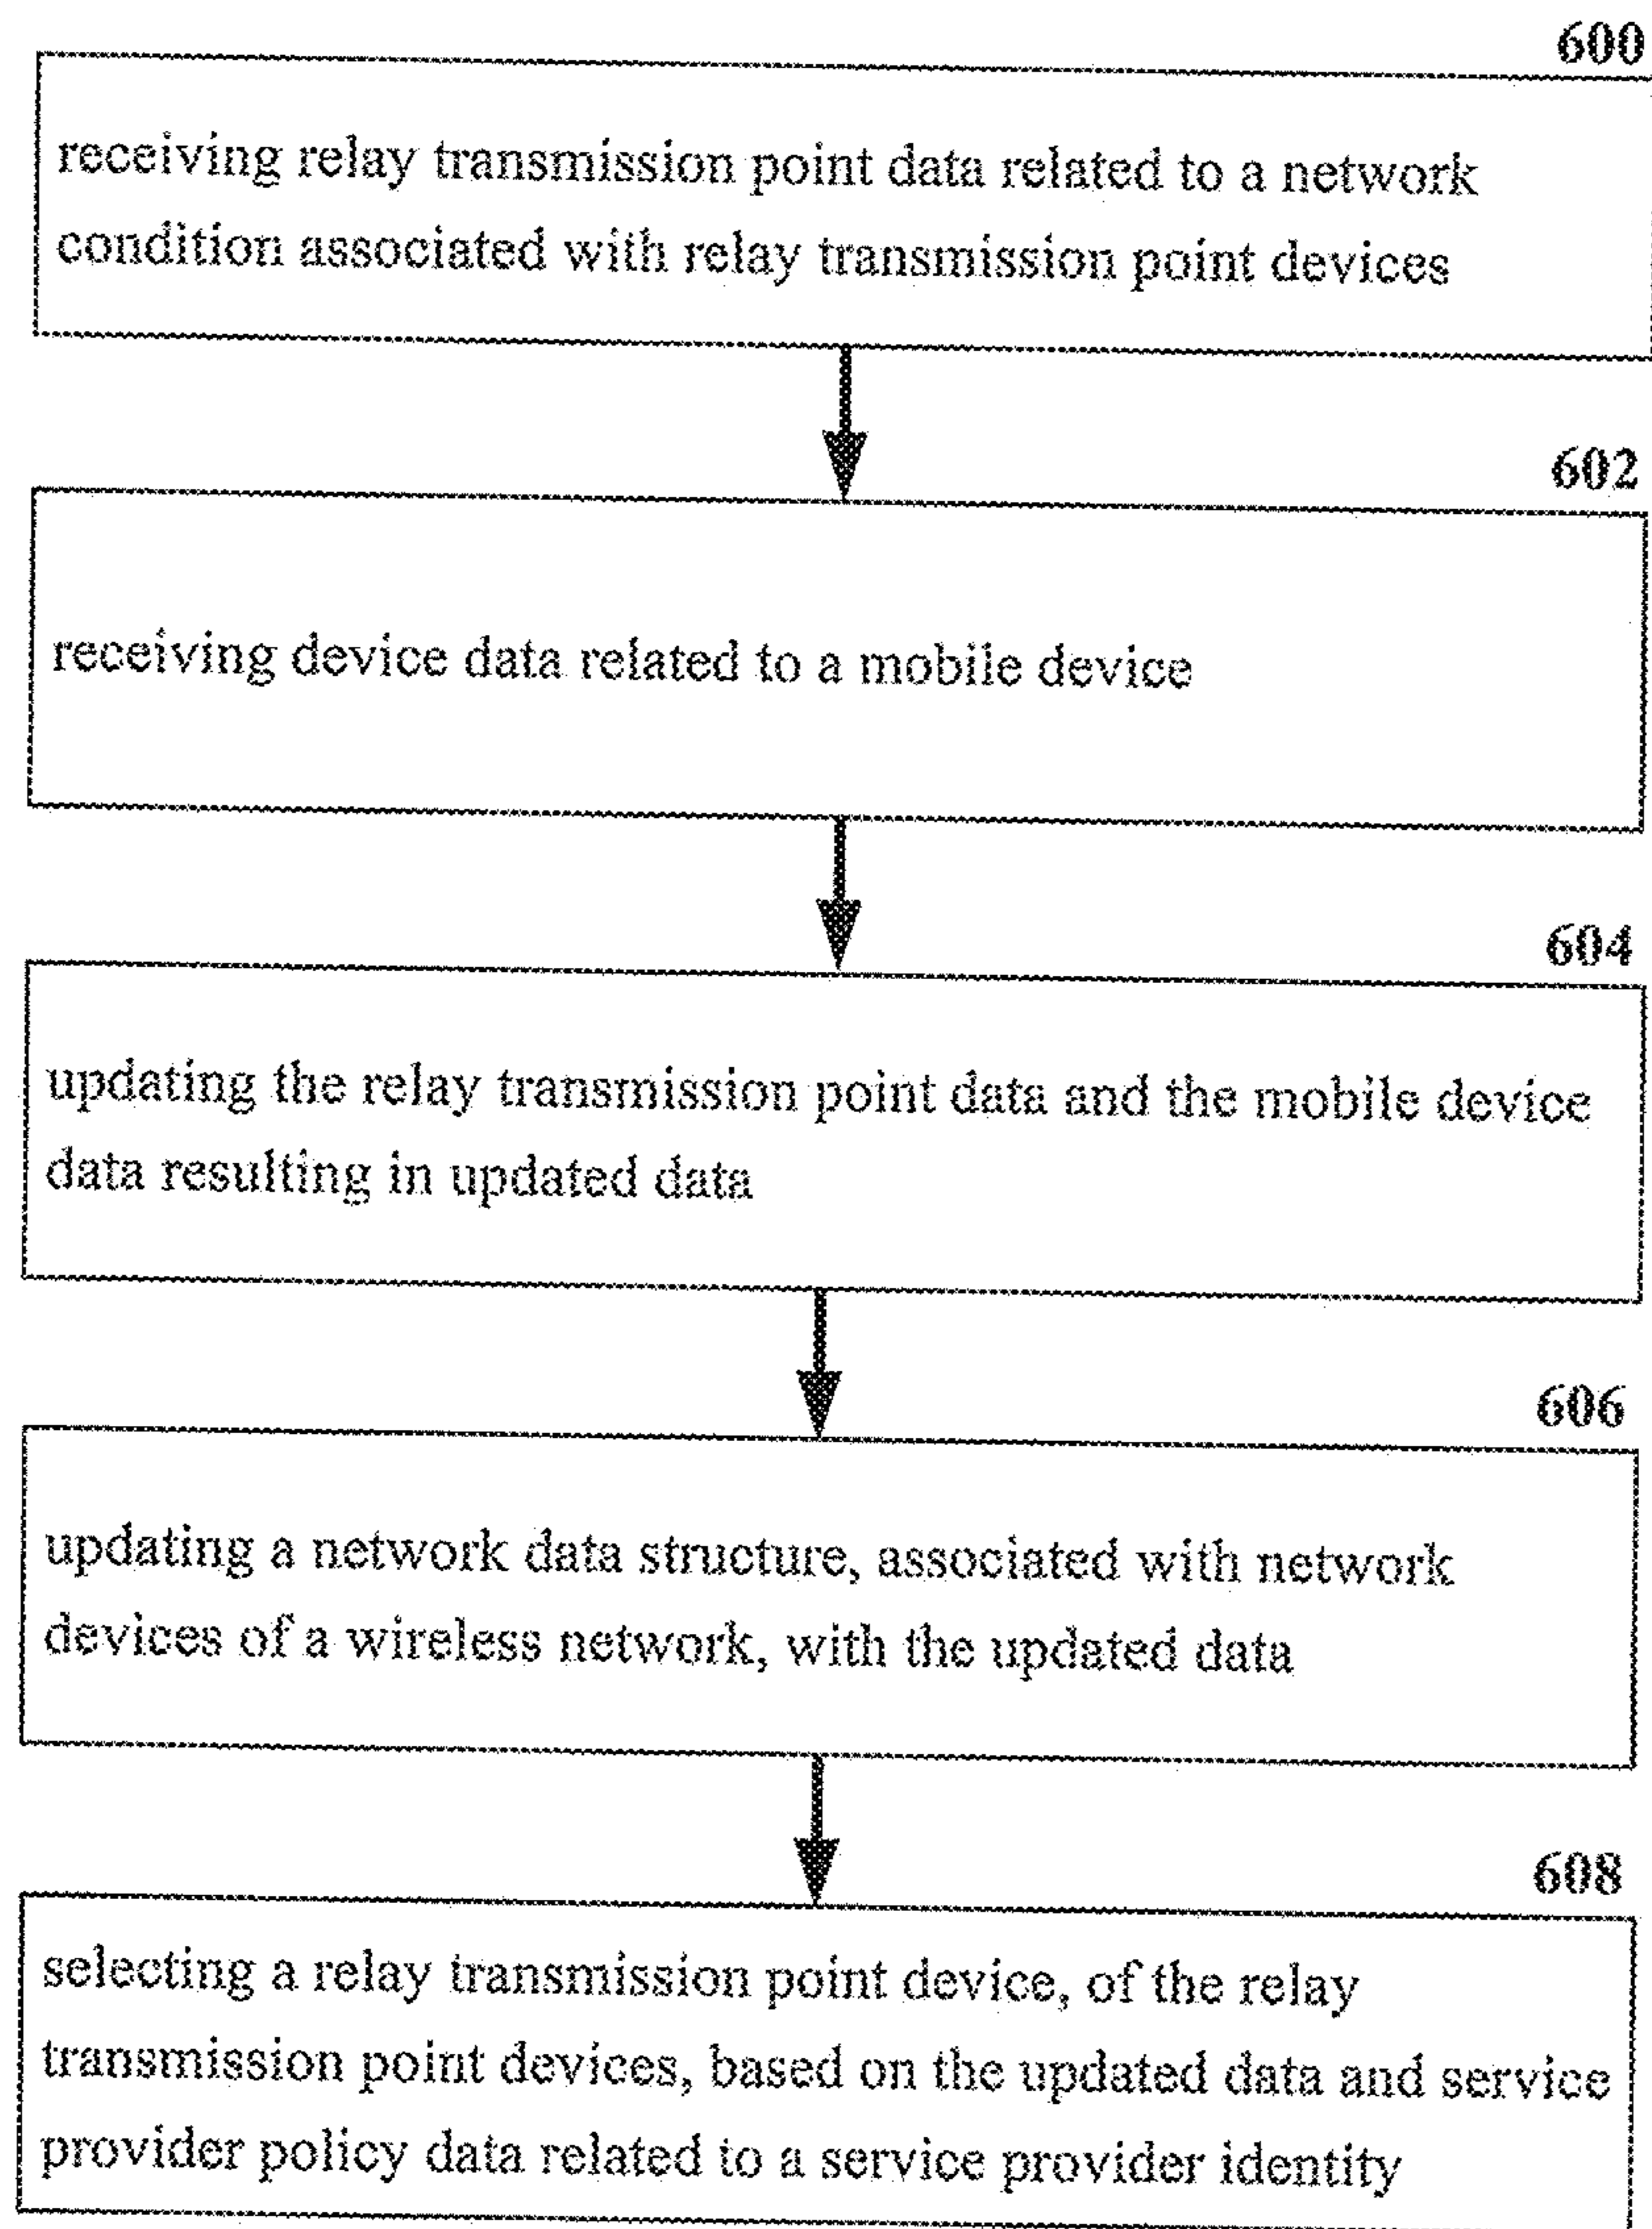 600
receiving relay transmission point data related to a network
condition associated with relay transmission point devices
602
receiving device data related to a mobile device
604
updating the relay transmission point data and the mobile device
data resulting in updated data
606
updating a network data structure, associated with network
devices of a wireless network, with the updated data
608
selecting a relay transmission point device, of the relay
transmission point devices, based on the updated data and service
provider policy data related to a service provider identity